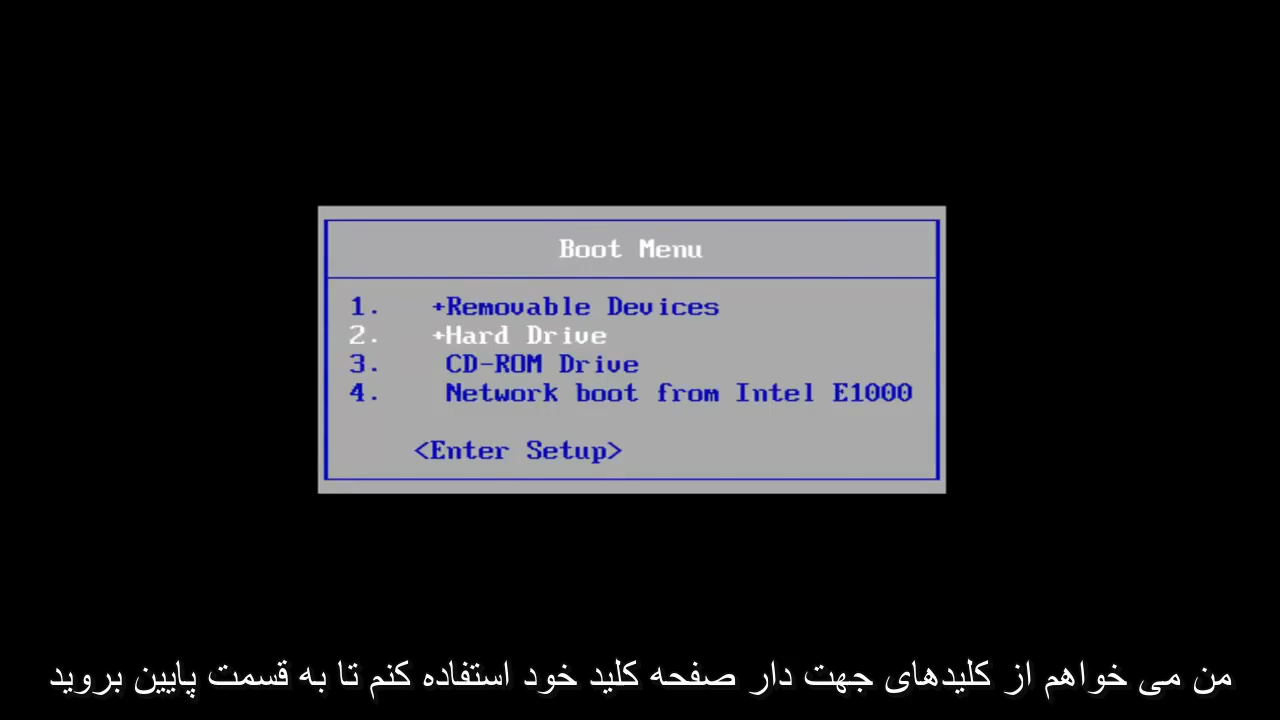 Boot Menu
1. +Removable Devices
2. +Hard Drive
3. CD-ROM Drive
4. Network boot from Intel E1000
<Enter Setup>
من می خواهم از کلیدهای جهت دار صفحه کلید خود استفاده کنم تا به قسمت پایین بروید